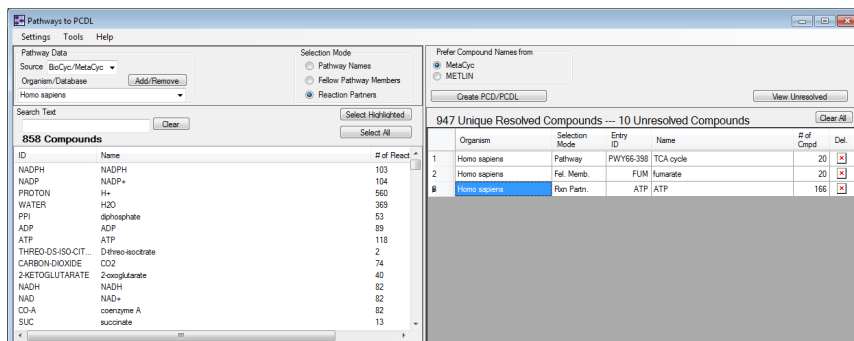 Pathways to PCDL
Settings Tools Help
Pathway Data
Source BioCyc/MetaCyc
Organism/Database Add/Remove
Homo sapiens
Selection Mode
Pathway Names
Fellow Pathway Members
Reaction Partners
Prefer Compound Names from
MetaCyc
METLIN
Create PCD/PCDL View Unresolved
Search Text
Clear
Select Highlighted
Select All
858 Compounds
ID Name # of React
NADPH NADPH 103
NADP NADP+ 104
PROTON H+ 560
WATER H2O 369
PPI diphosphate 53
ADP ADP 89
ATP ATP 118
THREO-DS-ISO-CIT... D-threo-isocitrate 2
CARBON-DIOXIDE CO2 74
2-KETOGLUTARATE 2-oxoglutarate 40
NADH NADH 82
NAD NAD+ 82
CO-A coenzyme A 82
SUC succinate 13
947 Unique Resolved Compounds --- 10 Unresolved Compounds Clear All
Organism Selection Mode Entry ID Name # of Cmpd Del.
1 Homo sapiens Pathway PWY66-398 TCA cycle 20
2 Homo sapiens Fel. Memb. FUM fumarate 20
Homo sapiens Rxn Partn. ATP ATP 166